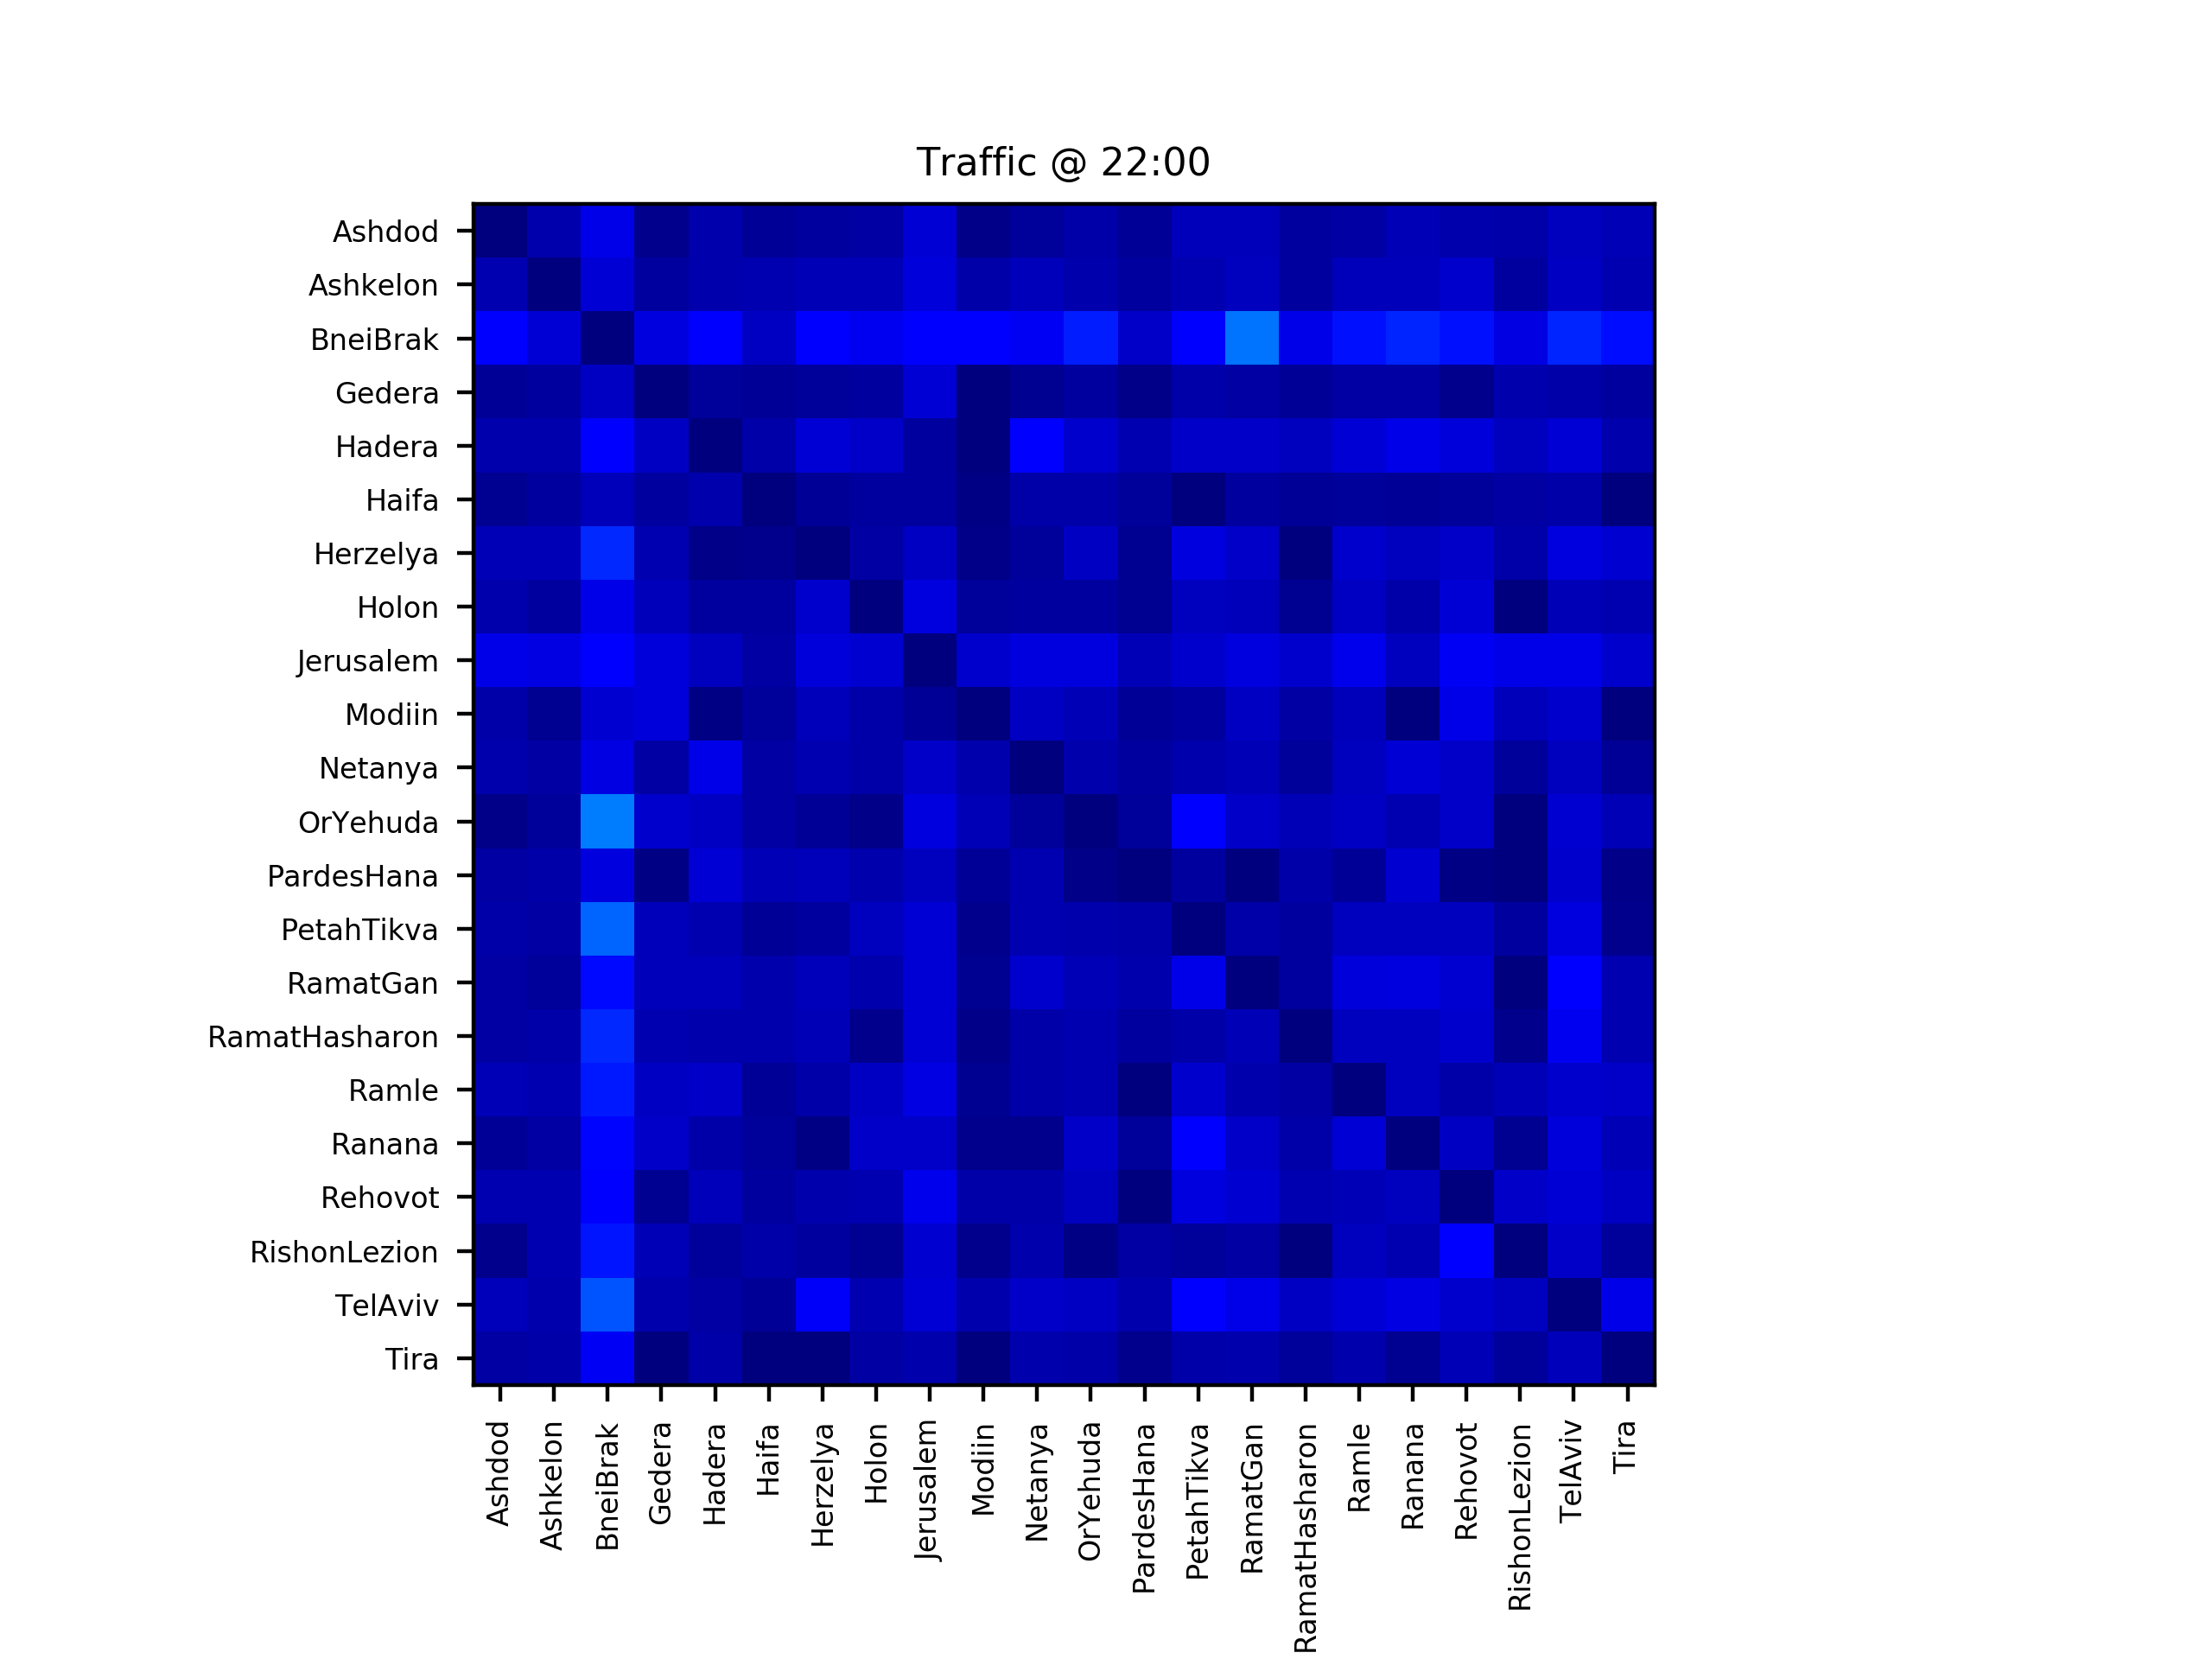 Traffic @ 22:00
Ashdod
Ashkelon
BneiBrak
Gedera
Hadera
Haifa
Herzelya
Holon
Jerusalem
Modiin
Netanya
OrYehuda
PardesHana
PetahTikva
RamatGan
RamatHasharon
Ramle
Ranana
Rehovot
RishonLezion
TelAviv
Tira
Ashdod
Ashkelon
BneiBrak
Gedera
Hadera
Haifa
Herzelya
Holon
Jerusalem
Modiin
Netanya
OrYehuda
PardesHana
PetahTikva
RamatGan
RamatHasharon
Ramle
Ranana
Rehovot
RishonLezion
TelAviv
Tira